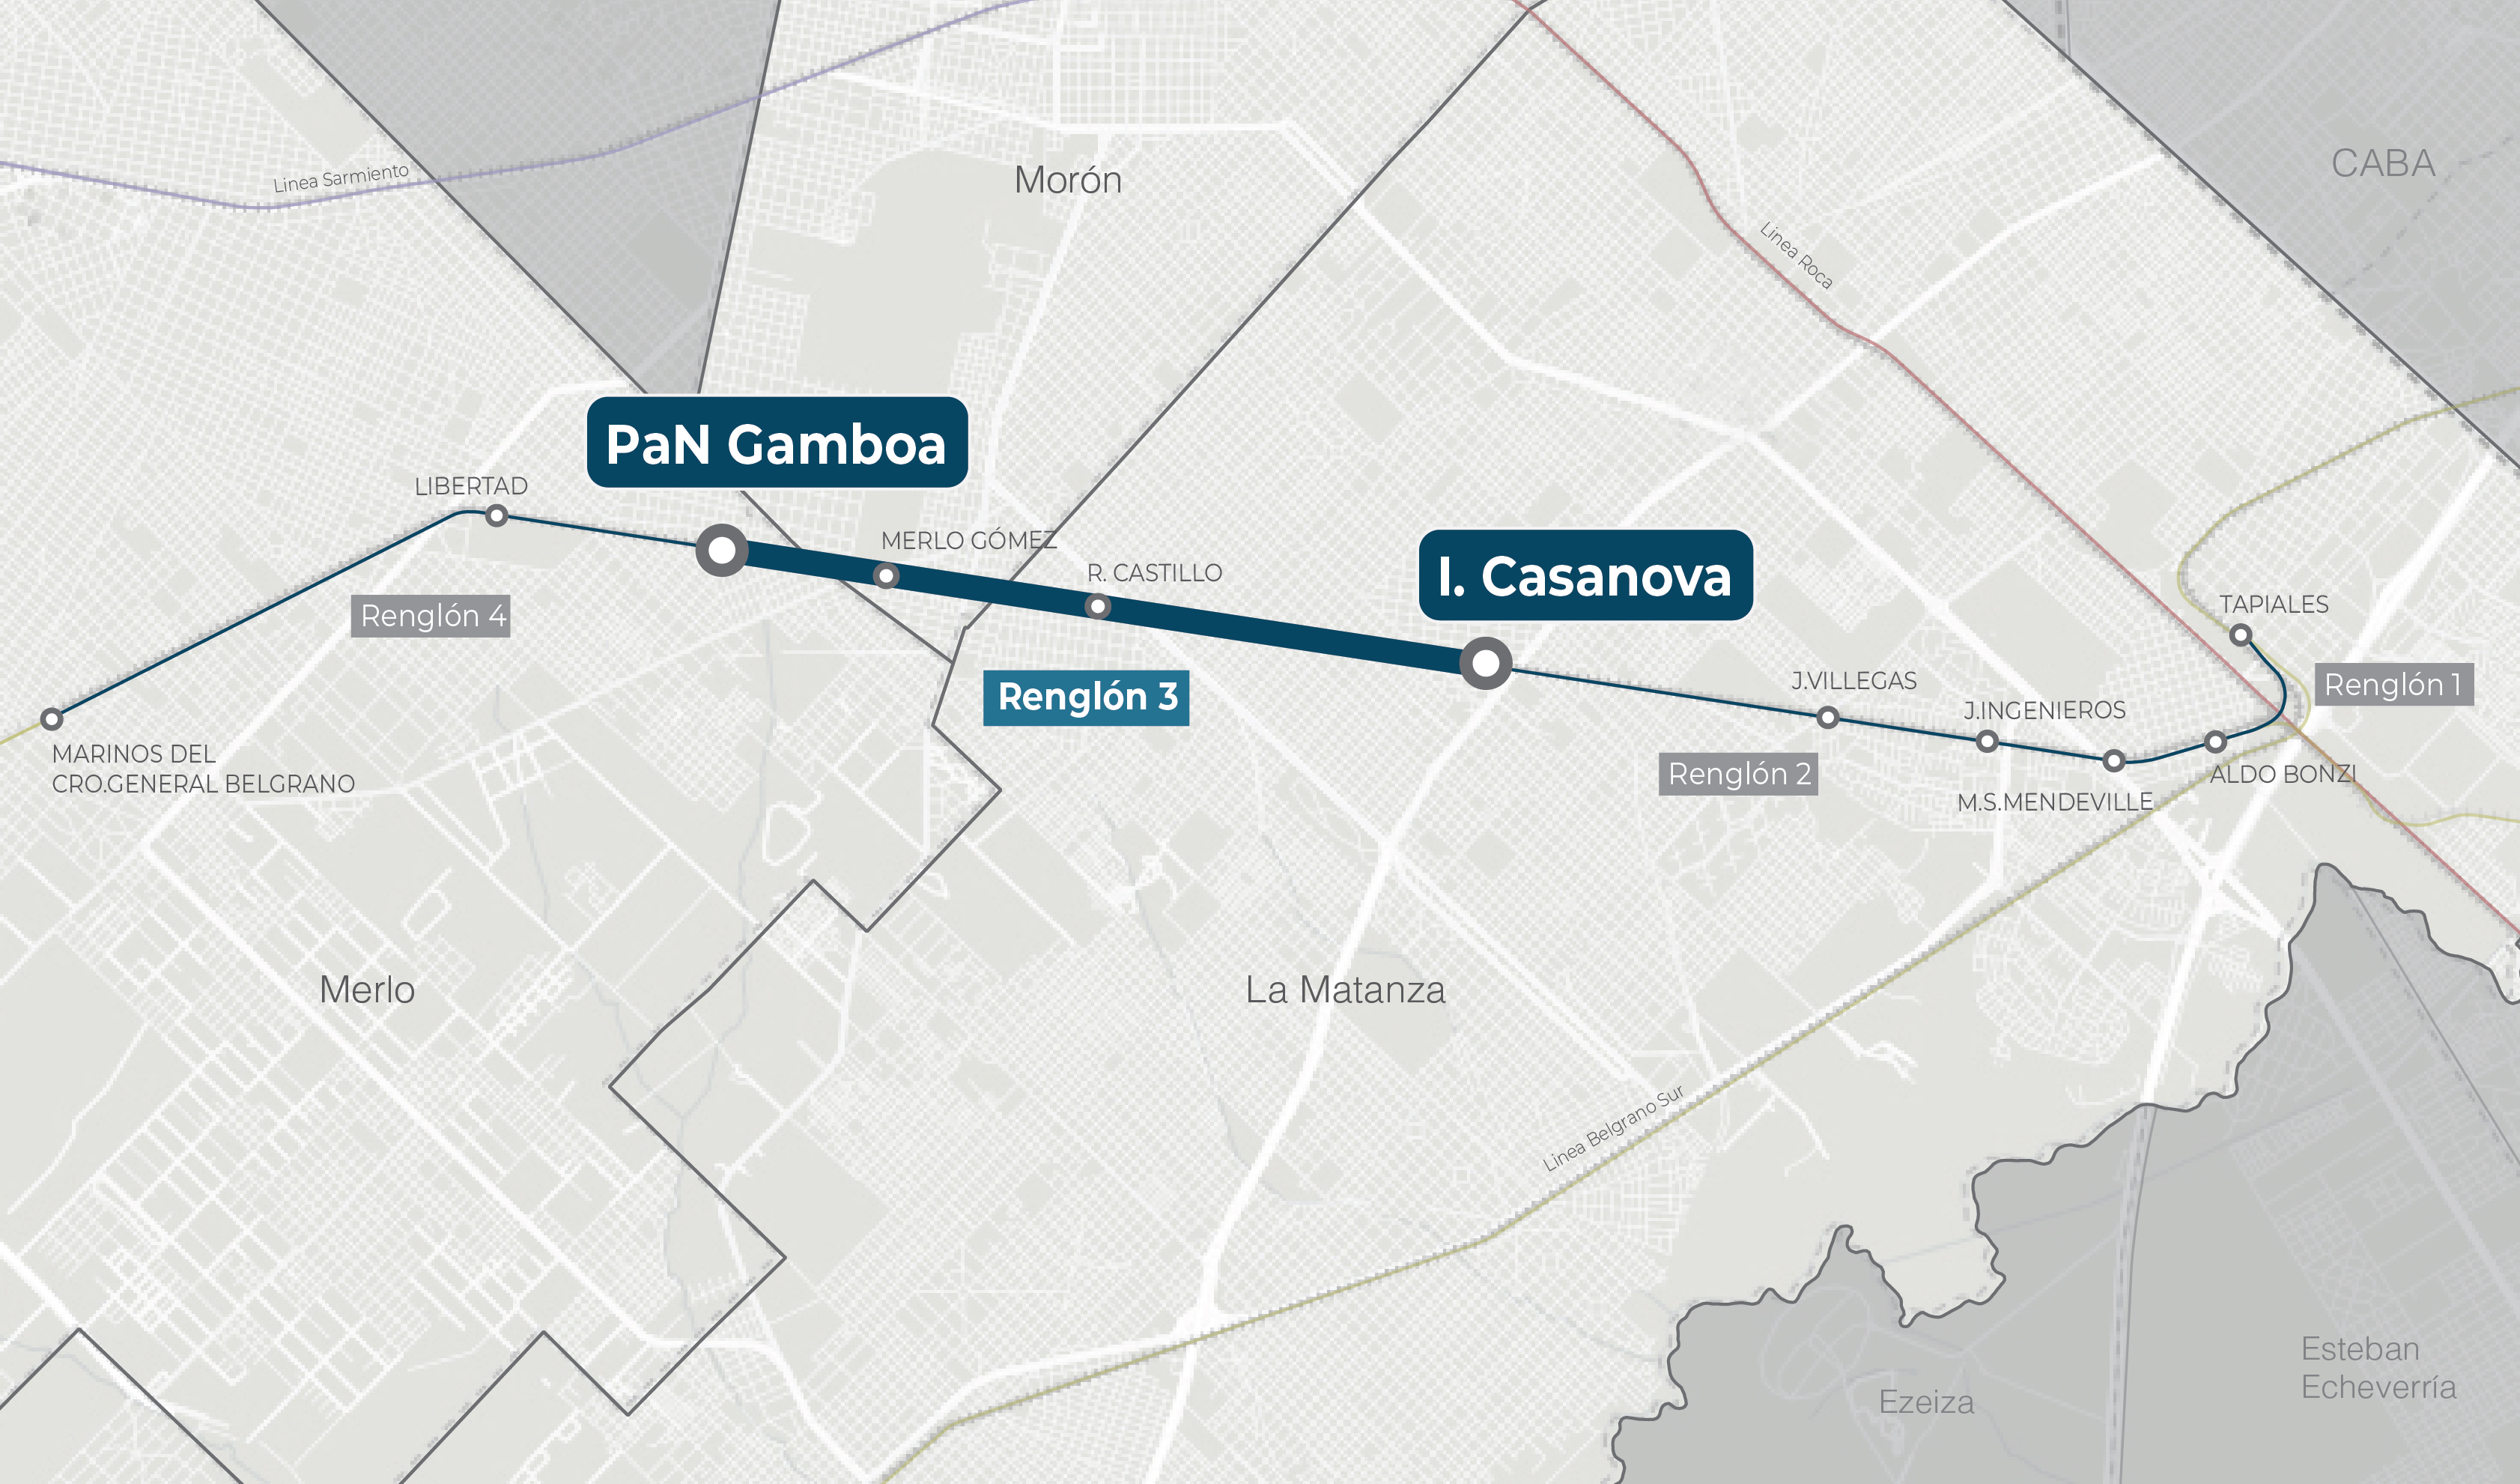 CABA
Linea Sarmiento
Morón
Linea Roca
PaN Gamboa
LIBERTAD
MERLO GÓMEZ
R. CASTILLO
I. Casanova
Renglón 4
TAPIALES
Renglón 3
J.VILLEGAS
Renglón 1
J.INGENIEROS
MARINOS DEL
CRO.GENERAL BELGRANO
Renglón 2
ALDO BONZI
M.S.MENDEVILLE
Merlo
La Matanza
Linea Belgrano Sur
Ezeiza
Esteban
Echeverría